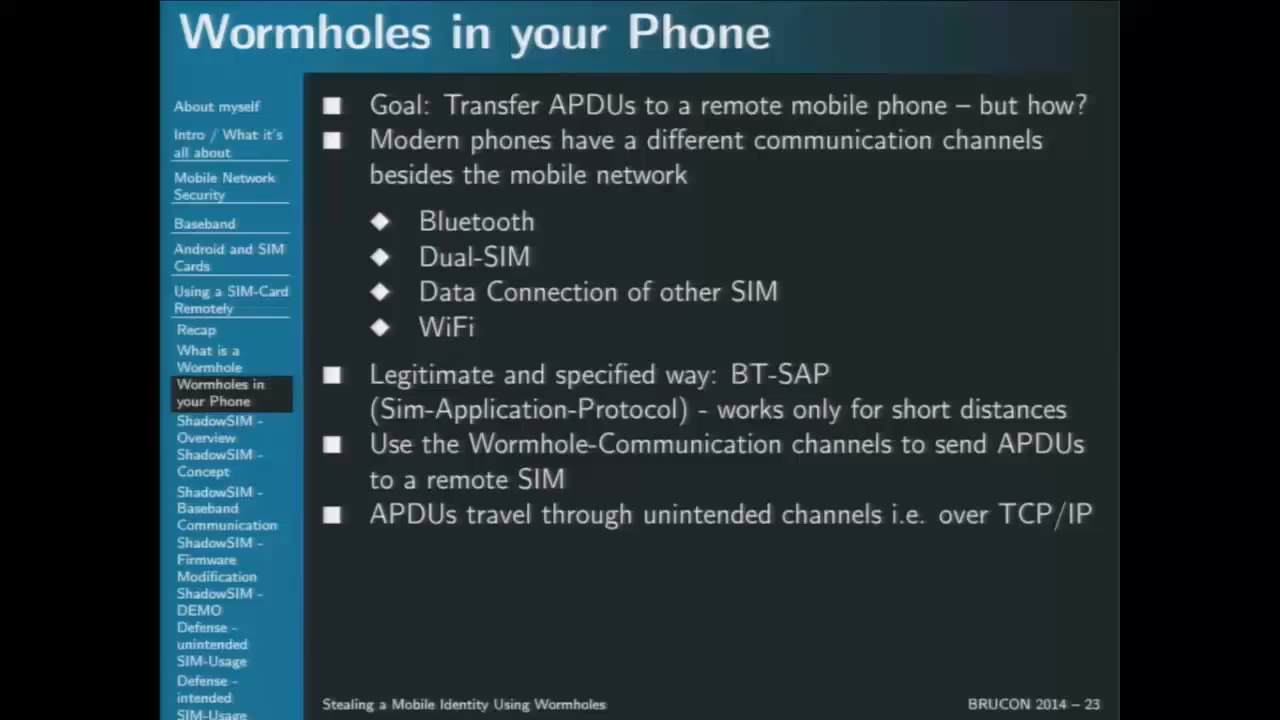 Wormholes in your Phone
About myself
Intro / What it's
all about
Mobile Network
Security
Baseband
Android and SIM
Cards
Using a SIM-Card
Remotely
Recap
What is a
Wormhole
Wormholes in
your Phone
ShadowSIM -
Overview
ShadowSIM -
Concept
ShadowSIM -
Baseband
Communication
ShadowSIM -
Firmware
Modification
ShadowSIM -
DEMO
Defense -
unintended
SIM-Usage
Defense -
intended
SIM-Usage
Goal: Transfer APDUs to a remote mobile phone – but how?
Modern phones have a different communication channels
besides the mobile network
Bluetooth
Dual-SIM
Data Connection of other SIM
WiFi
Legitimate and specified way: BT-SAP
(Sim-Application-Protocol) - works only for short distances
Use the Wormhole-Communication channels to send APDUs
to a remote SIM
APDUs travel through unintended channels i.e. over TCP/IP
Stealing a Mobile Identity Using Wormholes
BRUCON 2014 – 23